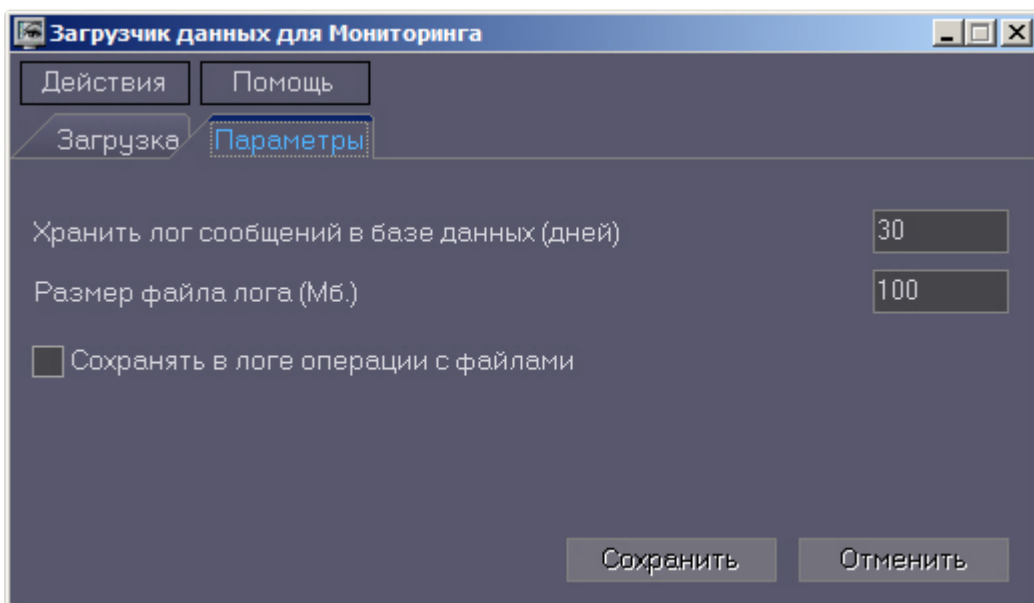 Загрузчик данных для Мониторинга
Действия Помощь
Загрузка Параметры
Хранить лог сообщений в базе данных (дней) 30
Размер файла лога (Мб.) 100
Сохранять в логе операции с файлами
Сохранить Отменить